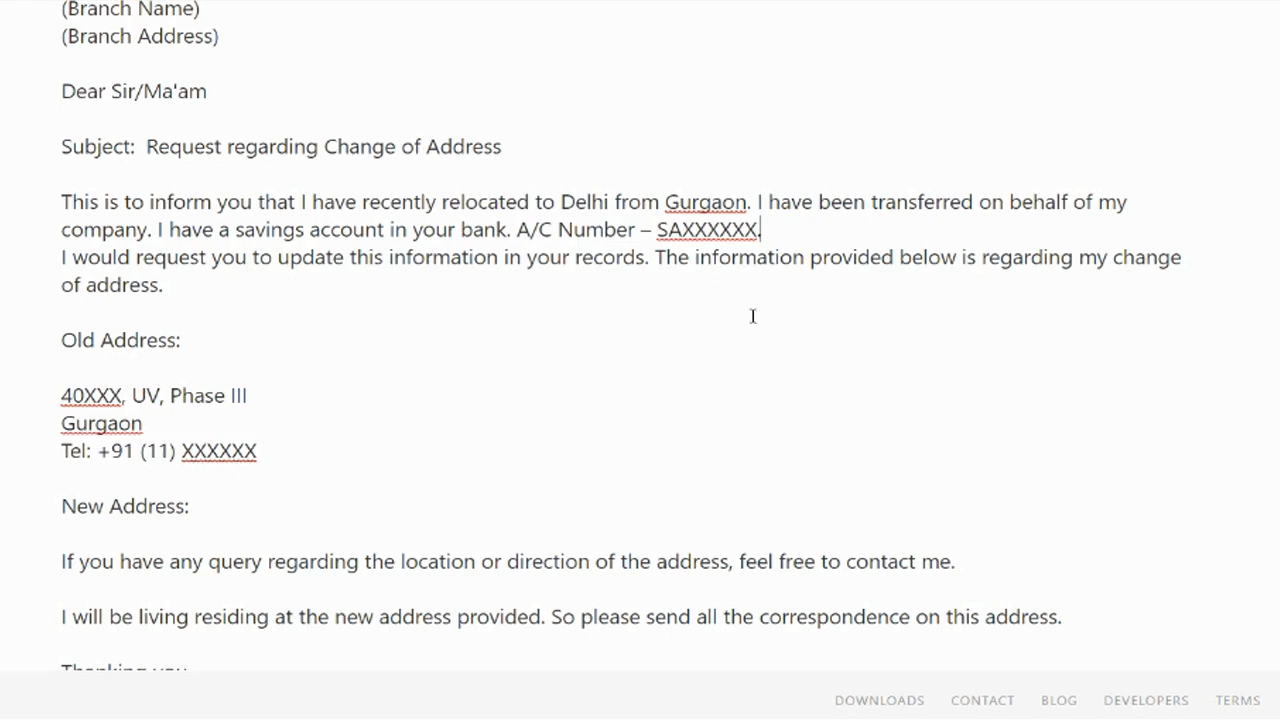 (Branch Name)
(Branch Address)
Dear Sir/Ma'am
Subject:  Request regarding Change of Address
This is to inform you that I have recently relocated to Delhi from Gurgaon. I have been transferred on behalf of my
company. I have a savings account in your bank. A/C Number – SAXXXXXX.
I would request you to update this information in your records. The information provided below is regarding my change
of address.
Old Address:
40XXX, UV, Phase III
Gurgaon
Tel: +91 (11) XXXXXX
New Address:
If you have any query regarding the location or direction of the address, feel free to contact me.
I will be living residing at the new address provided. So please send all the correspondence on this address.
Thanking you
DOWNLOADS CONTACT BLOG DEVELOPERS TERMS